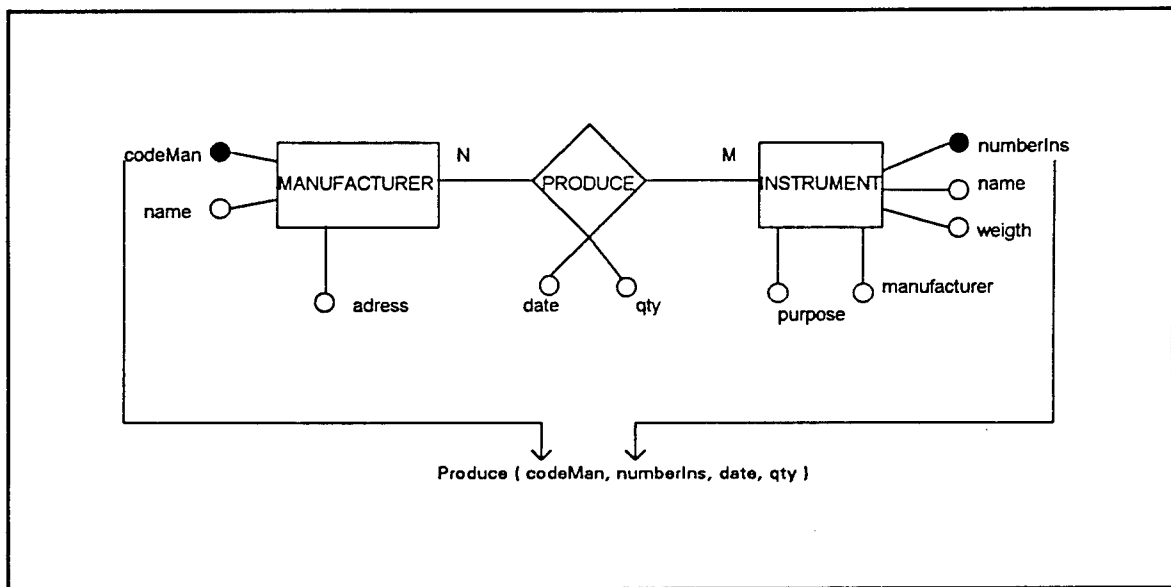 codeMan
name
MANUFACTURER
adress
N
PRODUCE
date
qty
M
INSTRUMENT
numberIns
name
weigth
manufacturer
purpose
Produce ( codeMan, numberIns, date, qty )